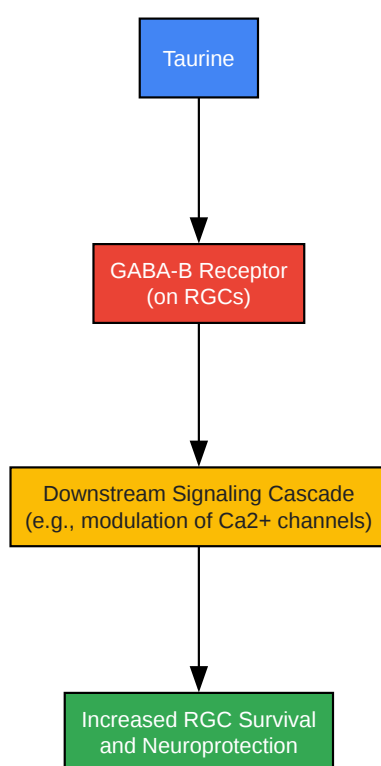 Taurine
GABA-B Receptor
(on RGCs)
Downstream Signaling Cascade
(e.g., modulation of Ca2+ channels)
Increased RGC Survival
and Neuroprotection